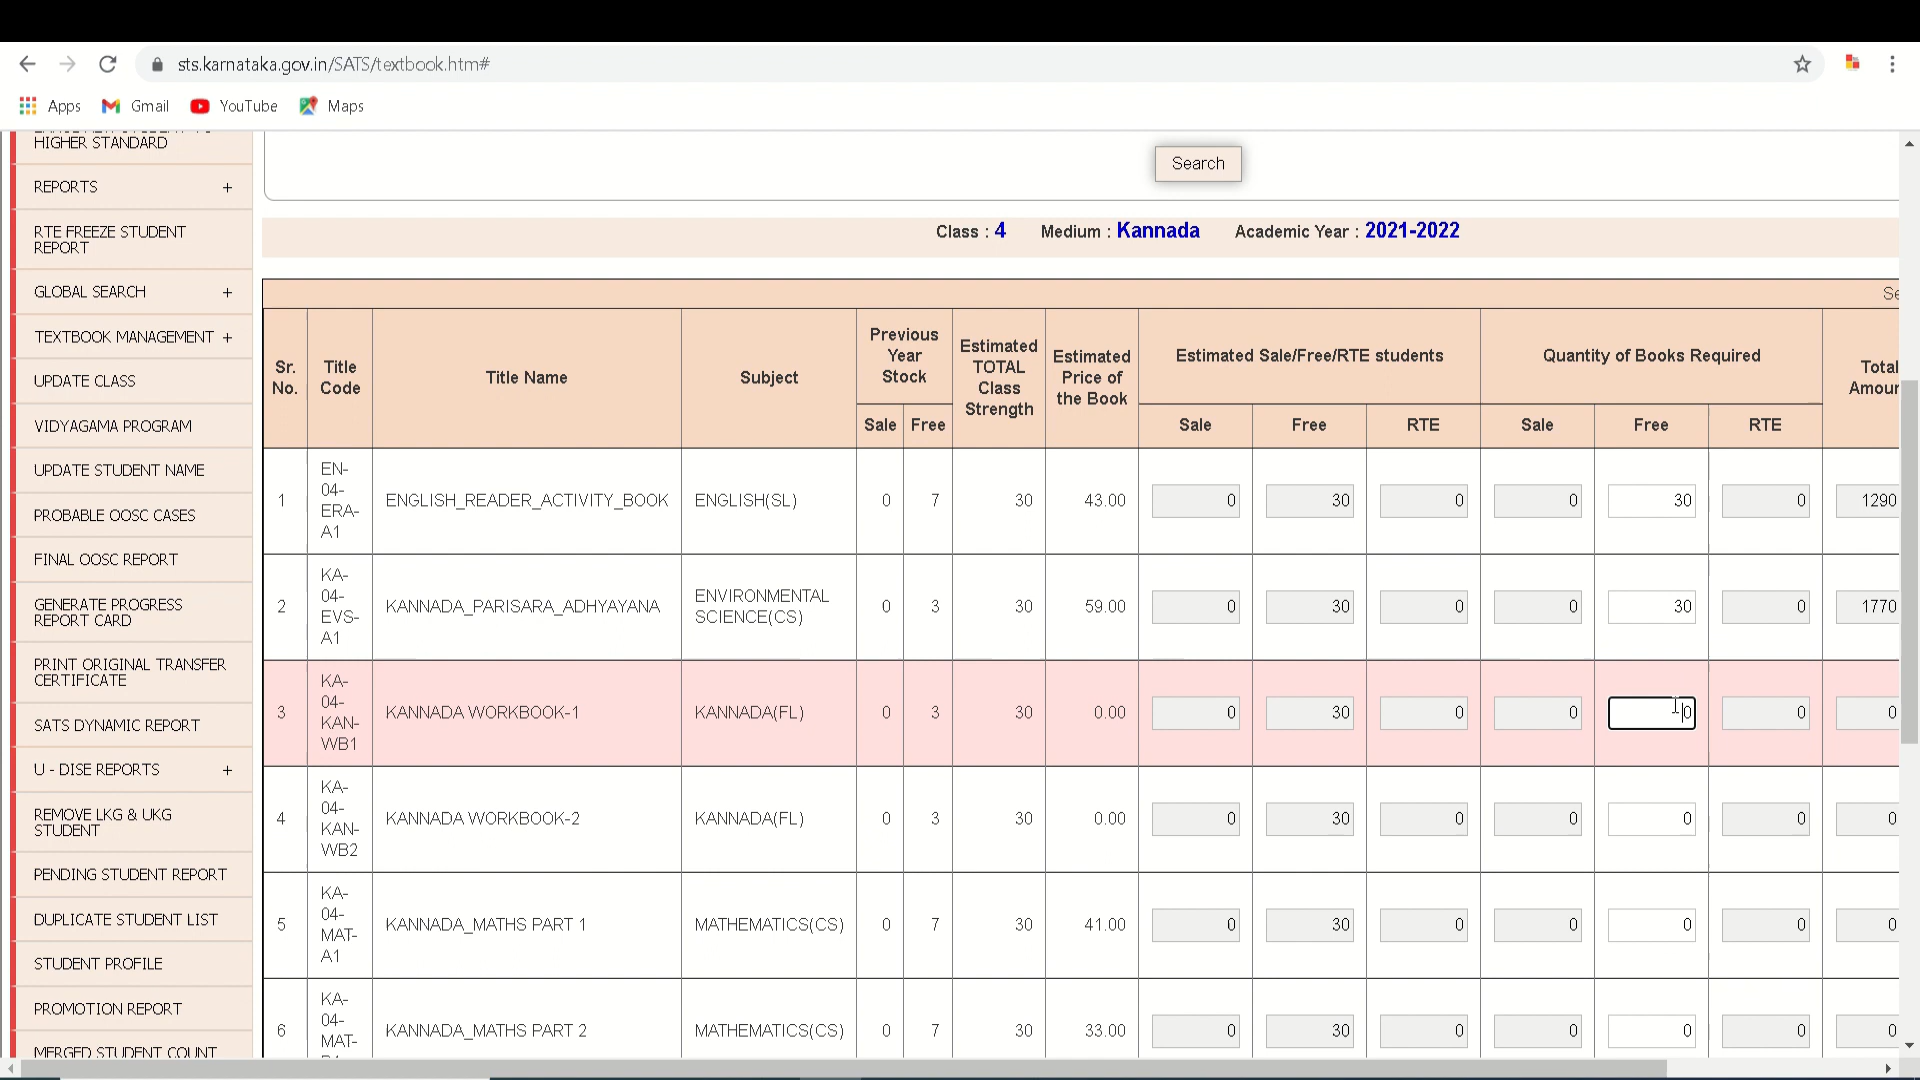 sts.karnataka.gov.in/SATS/textbook.htm#
Apps Gmail YouTube Maps
HIGHER STANDARD
REPORTS +
RTE FREEZE STUDENT
REPORT
GLOBAL SEARCH +
TEXTBOOK MANAGEMENT +
UPDATE CLASS
VIDYAGAMA PROGRAM
UPDATE STUDENT NAME
PROBABLE OOSC CASES
FINAL OOSC REPORT
GENERATE PROGRESS
REPORT CARD
PRINT ORIGINAL TRANSFER
CERTIFICATE
SATS DYNAMIC REPORT
U - DISE REPORTS +
REMOVE LKG & UKG
STUDENT
PENDING STUDENT REPORT
DUPLICATE STUDENT LIST
STUDENT PROFILE
PROMOTION REPORT
MERGED STUDENT COUNT
Search
Class : 4 Medium : Kannada Academic Year : 2021-2022
Se
Sr.
No.
Title
Code
Title Name
Subject
Previous
Year
Stock
Sale Free
Estimated
TOTAL
Class
Strength
Estimated
Price of
the Book
Estimated Sale/Free/RTE students
Sale Free RTE
Quantity of Books Required
Sale Free RTE
Total
Amour
1
EN-
04-
ERA-
A1
ENGLISH_READER_ACTIVITY_BOOK
ENGLISH(SL)
0 7 30 43.00 0 30 0 0 30 0 1290
2
KA-
04-
EVS-
A1
KANNADA_PARISARA_ADHYAYANA
ENVIRONMENTAL
SCIENCE(CS)
0 3 30 59.00 0 30 0 0 30 0 1770
3
KA-
04-
KAN-
WB1
KANNADA WORKBOOK-1
KANNADA(FL)
0 3 30 0.00 0 30 0 0 0 0 0
4
KA-
04-
KAN-
WB2
KANNADA WORKBOOK-2
KANNADA(FL)
0 3 30 0.00 0 30 0 0 0 0 0
5
KA-
04-
MAT-
A1
KANNADA_MATHS PART 1
MATHEMATICS(CS)
0 7 30 41.00 0 30 0 0 0 0 0
6
KA-
04-
MAT-
KANNADA_MATHS PART 2
MATHEMATICS(CS)
0 7 30 33.00 0 30 0 0 0 0 0